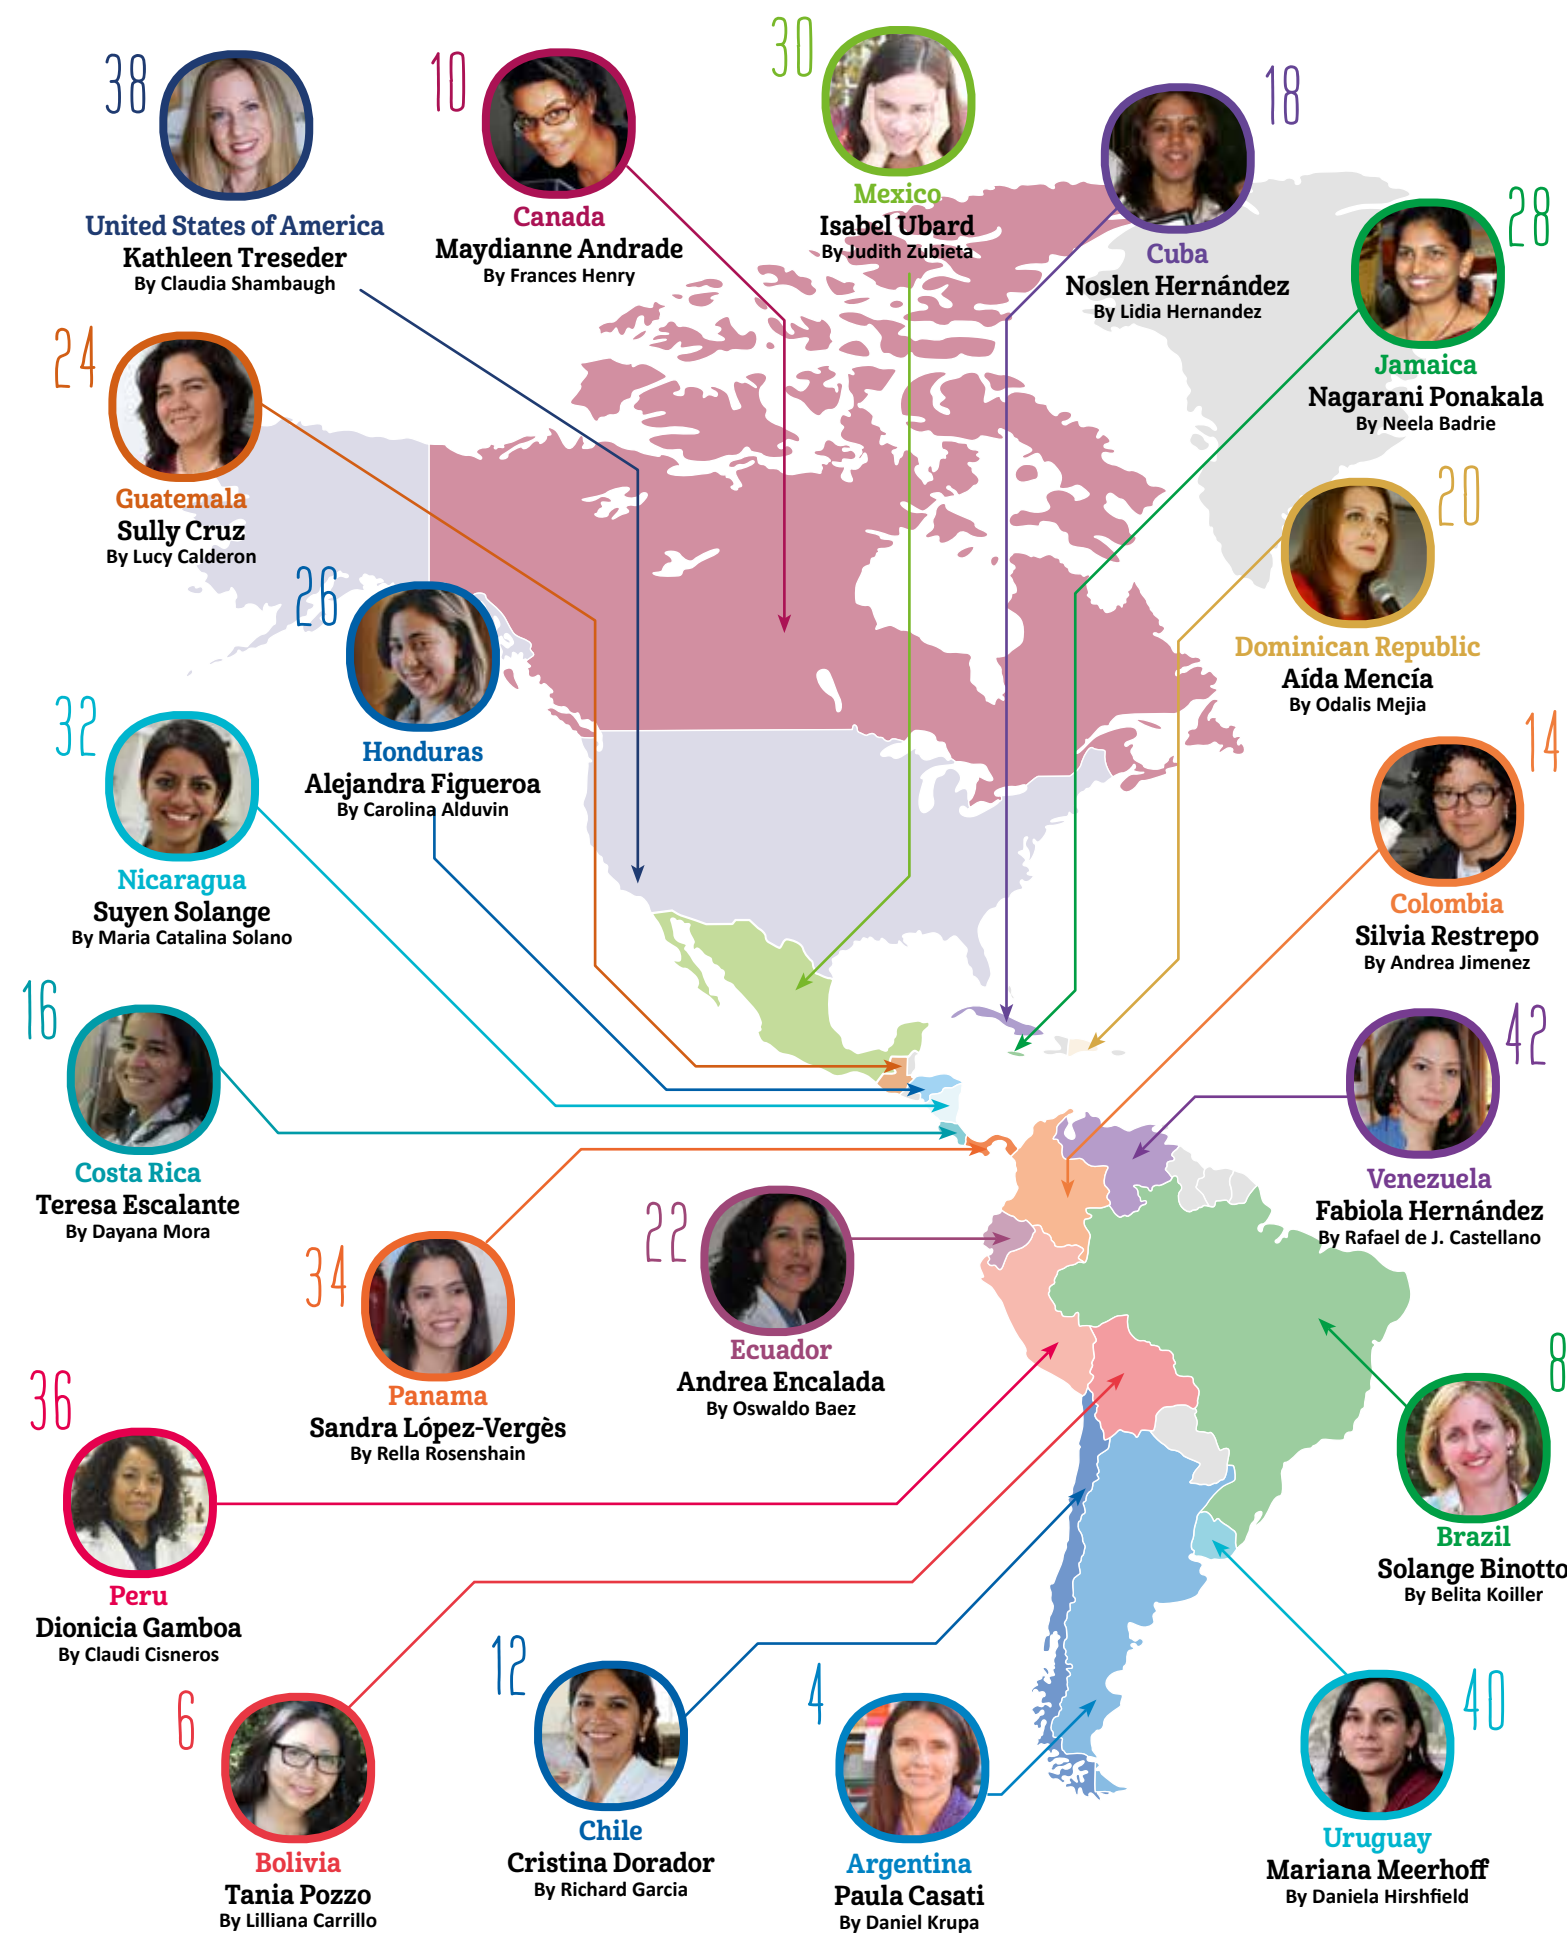 38
United States of America
Kathleen Treseder
By Claudia Shambaugh
10
Canada
Maydianne Andrade
By Frances Henry
30
Mexico
Isabel Ubard
By Judith Zubieta
18
Cuba
Noslen Hernández
By Lidia Hernandez
28
Jamaica
Nagarani Ponakala
By Neela Badrie
24
Guatemala
Sully Cruz
By Lucy Calderon
20
Dominican Republic
Aída Mencía
By Odalis Mejia
26
Honduras
Alejandra Figueroa
By Carolina Alduvin
32
Nicaragua
Suyen Solange
By Maria Catalina Solano
14
Colombia
Silvia Restrepo
By Andrea Jimenez
16
Costa Rica
Teresa Escalante
By Dayana Mora
42
Venezuela
Fabiola Hernández
By Rafael de J. Castellano
34
Panama
Sandra López-Vergès
By Rella Rosenshain
22
Ecuador
Andrea Encalada
By Oswaldo Baez
8
Brazil
Solange Binotto
By Belita Koiller
36
Peru
Dionicia Gamboa
By Claudi Cisneros
6
Bolivia
Tania Pozzo
By Lilliana Carrillo
12
Chile
Cristina Dorador
By Richard Garcia
4
Argentina
Paula Casati
By Daniel Krupa
40
Uruguay
Mariana Meerhoff
By Daniela Hirshfield